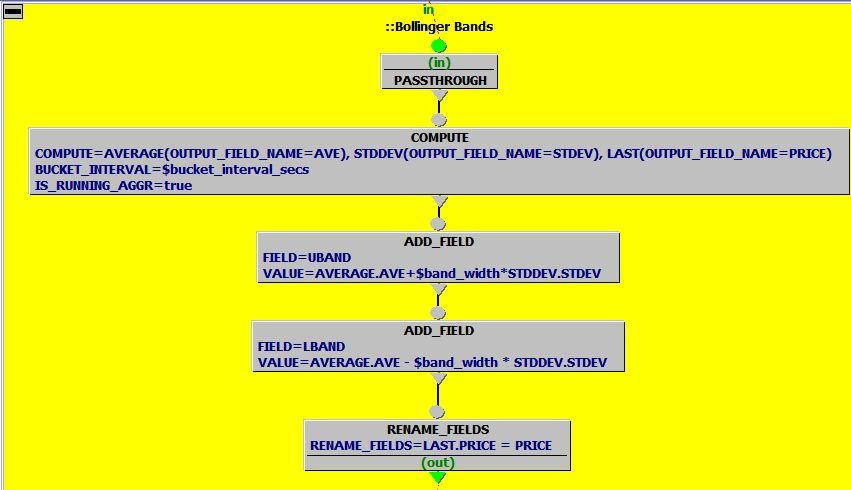 in
::Bollinger Bands
(in)
PASSTHROUGH
COMPUTE
COMPUTE=AVERAGE(OUTPUT_FIELD_NAME=AVE), STDDEV(OUTPUT_FIELD_NAME=STDEV), LAST(OUTPUT_FIELD_NAME=PRICE)
BUCKET_INTERVAL=$bucket_interval_secs
IS_RUNNING_AGGR=true
ADD_FIELD
FIELD=UBAND
VALUE=AVERAGE.AVE+$band_width*STDDEV.STDEV
ADD_FIELD
FIELD=LBAND
VALUE=AVERAGE.AVE - $band_width * STDDEV.STDEV
RENAME_FIELDS
RENAME_FIELDS=LAST.PRICE = PRICE
(out)